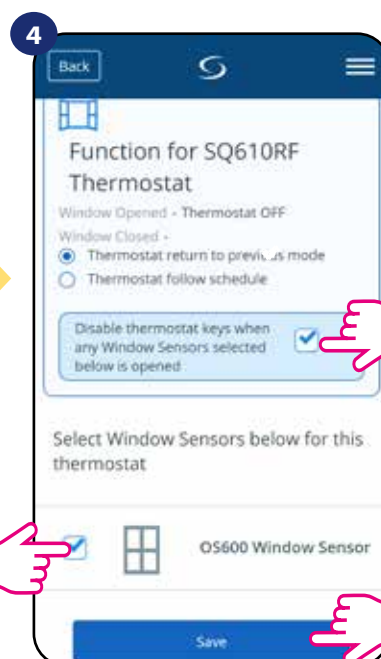 4
Back
Function for SQ610RF
Thermostat
Window Opened - Thermostat OFF
Window Closed -
Thermostat return to previous mode
Thermostat follow schedule
Disable thermostat keys when
any Window Sensors selected
below is opened
Select Window Sensors below for this
thermostat
OS600 Window Sensor
Save